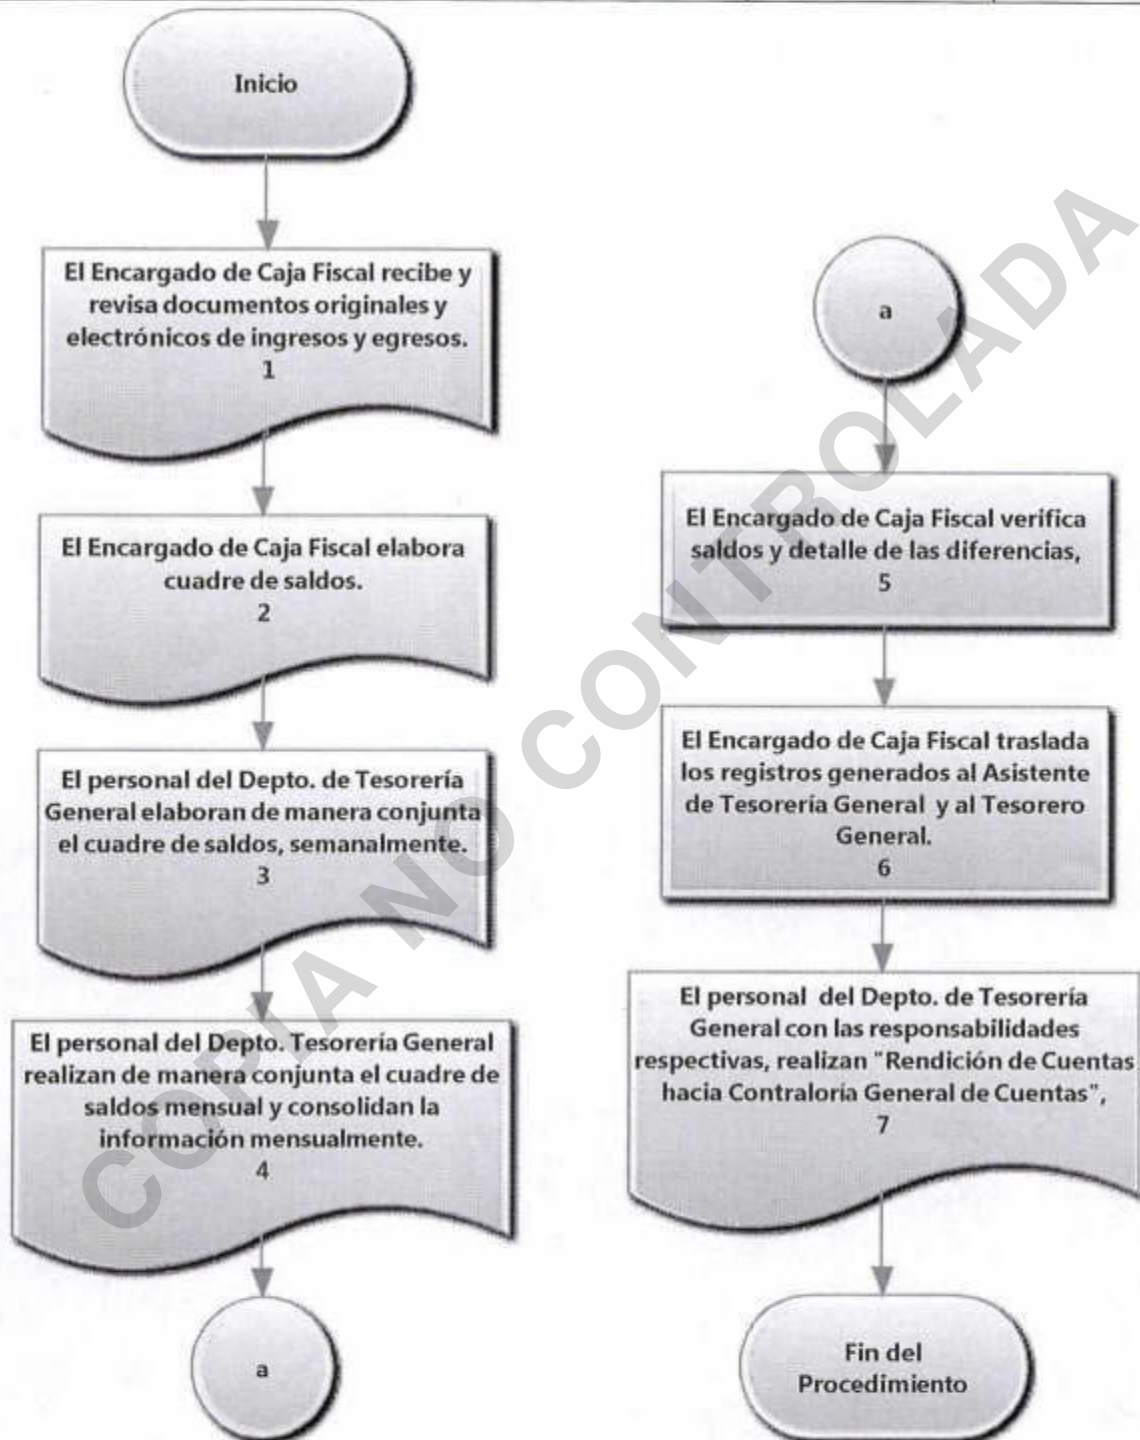 Inicio
El Encargado de Caja Fiscal recibe y
revisa documentos originales y
electrónicos de ingresos y egresos.
1
El Encargado de Caja Fiscal elabora
cuadre de saldos.
2
El personal del Depto. de Tesorería
General elaboran de manera conjunta
el cuadre de saldos, semanalmente.
3
El personal del Depto. Tesorería General
realizan de manera conjunta el cuadre de
saldos mensual y consolidan la
información mensualmente.
4
a
a
El Encargado de Caja Fiscal verifica
saldos y detalle de las diferencias,
5
El Encargado de Caja Fiscal traslada
los registros generados al Asistente
de Tesorería General y al Tesorero
General.
6
El personal del Depto. de Tesorería
General con las responsabilidades
respectivas, realizan "Rendición de Cuentas
hacia Contraloría General de Cuentas",
7
Fin del
Procedimiento
COPIA NO CONTROLADA